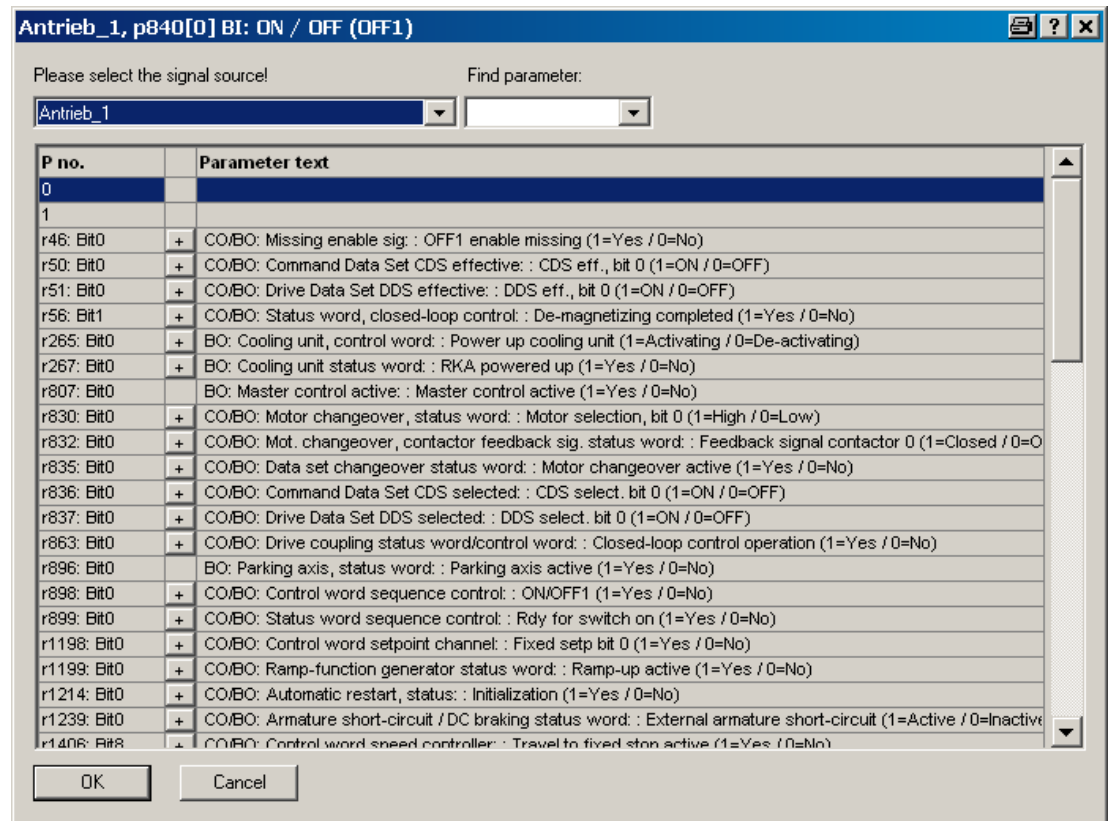 Antrieb_1, p840[0] BI: ON / OFF (OFF1)
Please select the signal source! Find parameter:
Antrieb_1
P no. Parameter text
0
1
r46: Bit0 + CO/BO: Missing enable sig: : OFF1 enable missing (1=Yes / 0=No)
r50: Bit0 + CO/BO: Command Data Set CDS effective: : CDS eff., bit 0 (1=ON / 0=OFF)
r51: Bit0 + CO/BO: Drive Data Set DDS effective: : DDS eff., bit 0 (1=ON / 0=OFF)
r56: Bit1 + CO/BO: Status word, closed-loop control: : De-magnetizing completed (1=Yes / 0=No)
r265: Bit0 + BO: Cooling unit, control word: : Power up cooling unit (1=Activating / 0=De-activating)
r267: Bit0 + BO: Cooling unit status word: : RKA powered up (1=Yes / 0=No)
r807: Bit0 BO: Master control active: : Master control active (1=Yes / 0=No)
r830: Bit0 + CO/BO: Motor changeover, status word: : Motor selection, bit 0 (1=High / 0=Low)
r832: Bit0 + CO/BO: Mot. changeover, contactor feedback sig. status word: : Feedback signal contactor 0 (1=Closed / 0=O
r835: Bit0 + CO/BO: Data set changeover status word: : Motor changeover active (1=Yes / 0=No)
r836: Bit0 + CO/BO: Command Data Set CDS selected: : CDS select. bit 0 (1=ON / 0=OFF)
r837: Bit0 + CO/BO: Drive Data Set DDS selected: : DDS select. bit 0 (1=ON / 0=OFF)
r863: Bit0 + CO/BO: Drive coupling status word/control word: : Closed-loop control operation (1=Yes / 0=No)
r896: Bit0 BO: Parking axis, status word: : Parking axis active (1=Yes / 0=No)
r898: Bit0 + CO/BO: Control word sequence control: : ON/OFF1 (1=Yes / 0=No)
r899: Bit0 + CO/BO: Status word sequence control: : Rdy for switch on (1=Yes / 0=No)
r1198: Bit0 + CO/BO: Control word setpoint channel: : Fixed setp bit 0 (1=Yes / 0=No)
r1199: Bit0 + CO/BO: Ramp-function generator status word: : Ramp-up active (1=Yes / 0=No)
r1214: Bit0 + CO/BO: Automatic restart, status: : Initialization (1=Yes / 0=No)
r1239: Bit0 + CO/BO: Armature short-circuit / DC braking status word: : External armature short-circuit (1=Active / 0=Inactive
r1406: Bit8 + CO/BO: Control word speed controller: : Travel to fixed stop active (1=Yes / 0=No)
OK Cancel